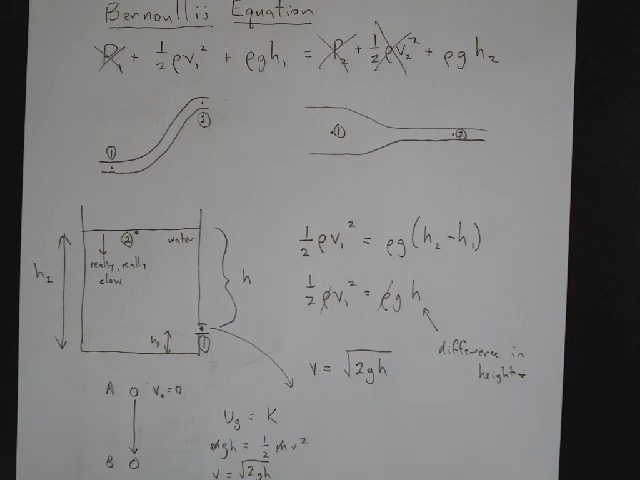 Bernoulli's Equation
P₁ + ½ρv₁² + ρgh₁ = P₂ + ½ρv₂² + ρgh₂
① ②
① ②
② water
really, really
slow
h₂
h
h₁
①
½ρv₁² = ρg(h₂ - h₁)
½ρv₁² = ρgh
difference in
height
v = √2gh
A v₀=0
B
Ug = K
mgh = ½mv²
v = √2gh